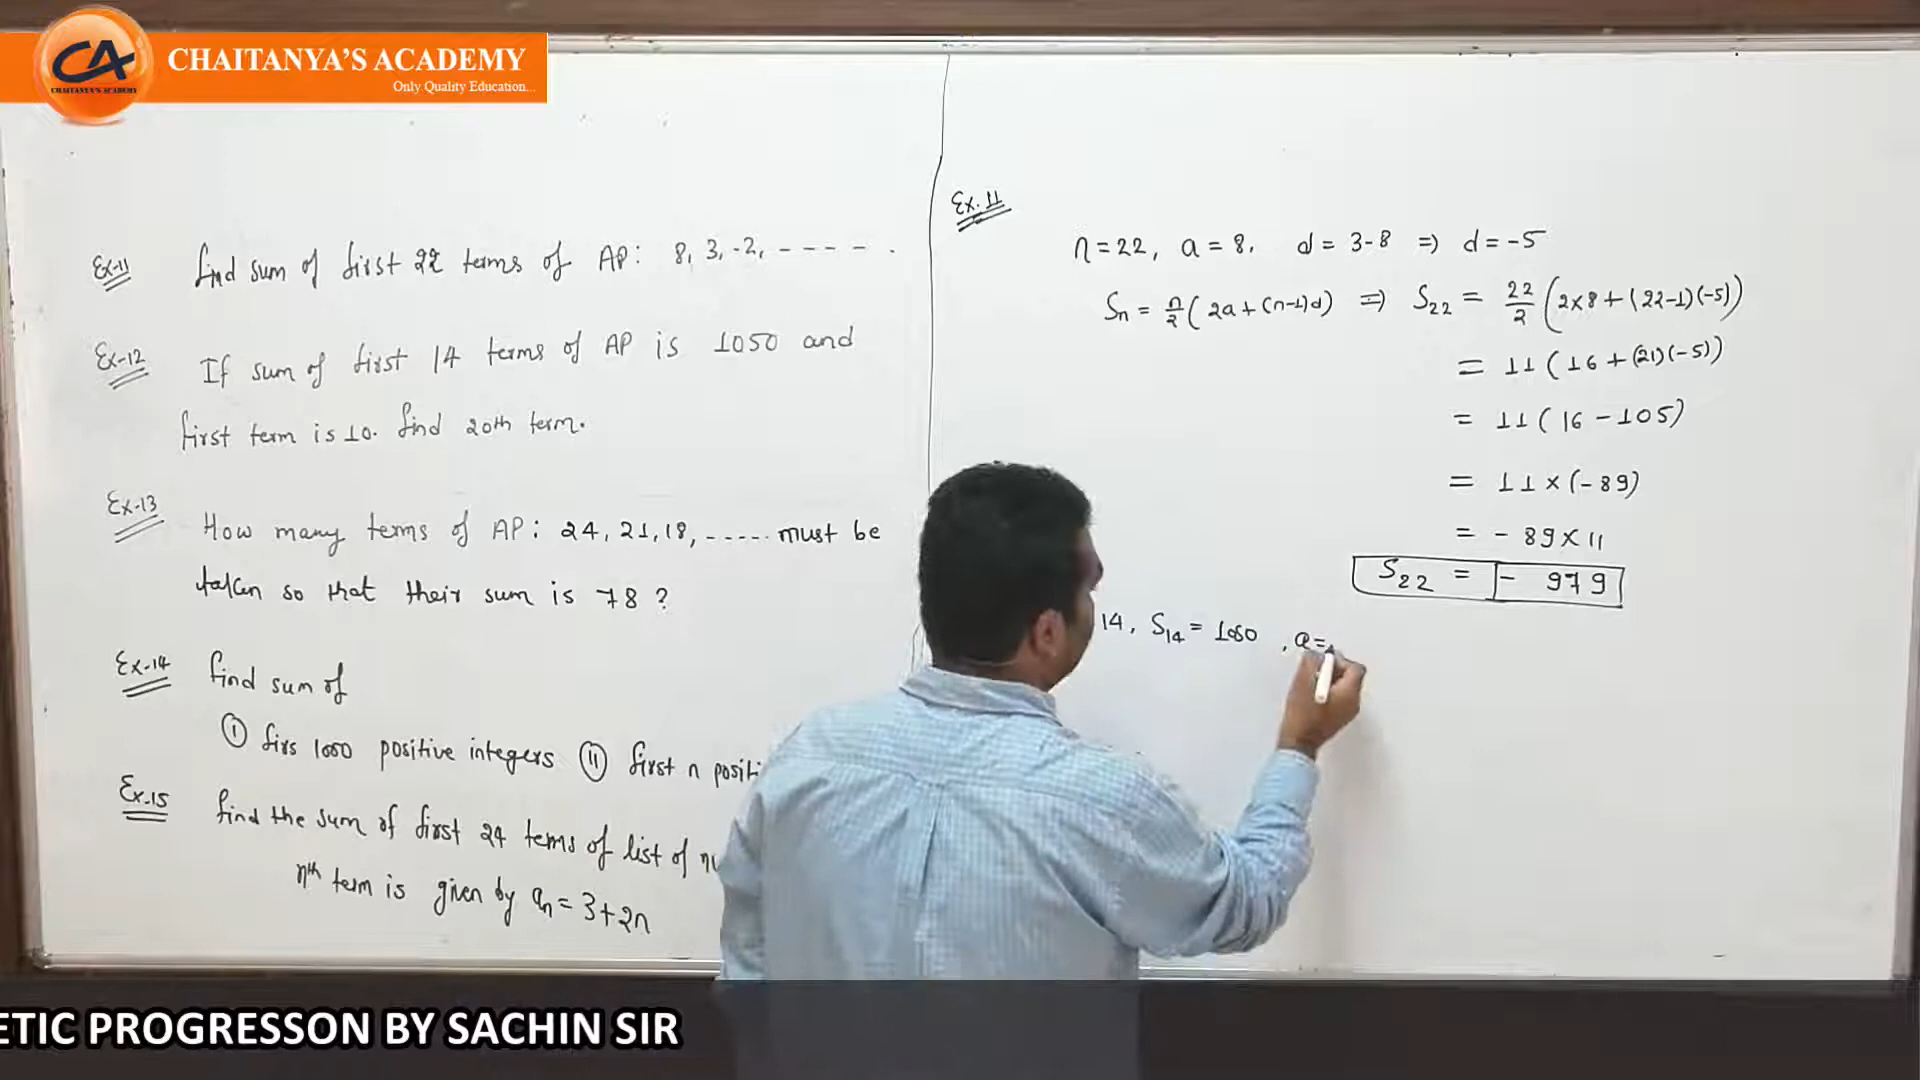 CA
CHAITANYA'S ACADEMY
CHAITANYA'S ACADEMY
Only Quality Education...
Ex-11 find sum of first 22 terms of AP: 8, 3, -2, - - - - - .
Ex-12 If sum of first 14 terms of AP is 1050 and
first term is 10. find 20th term.
Ex-13 How many terms of AP: 24, 21, 18, ----- must be
taken so that their sum is 78 ?
Ex-14 find sum of
(i) firs 1000 positive integers (ii) first n positi
Ex-15 find the sum of first 24 terms of list of
nth term is given by aₙ = 3+2n
Ex-11
n = 22, a = 8, d = 3-8 => d = -5
Sₙ = n/2 ( 2a + (n-1)d ) => S₂₂ = 22/2 ( 2×8 + (22-1)(-5) )
= 11 ( 16 + (21)(-5) )
= 11 ( 16 - 105 )
= 11 × (- 89)
= - 89 × 11
S₂₂ = - 979
14, S₁₄ = 1050 , a =
ETIC PROGRESSON BY SACHIN SIR